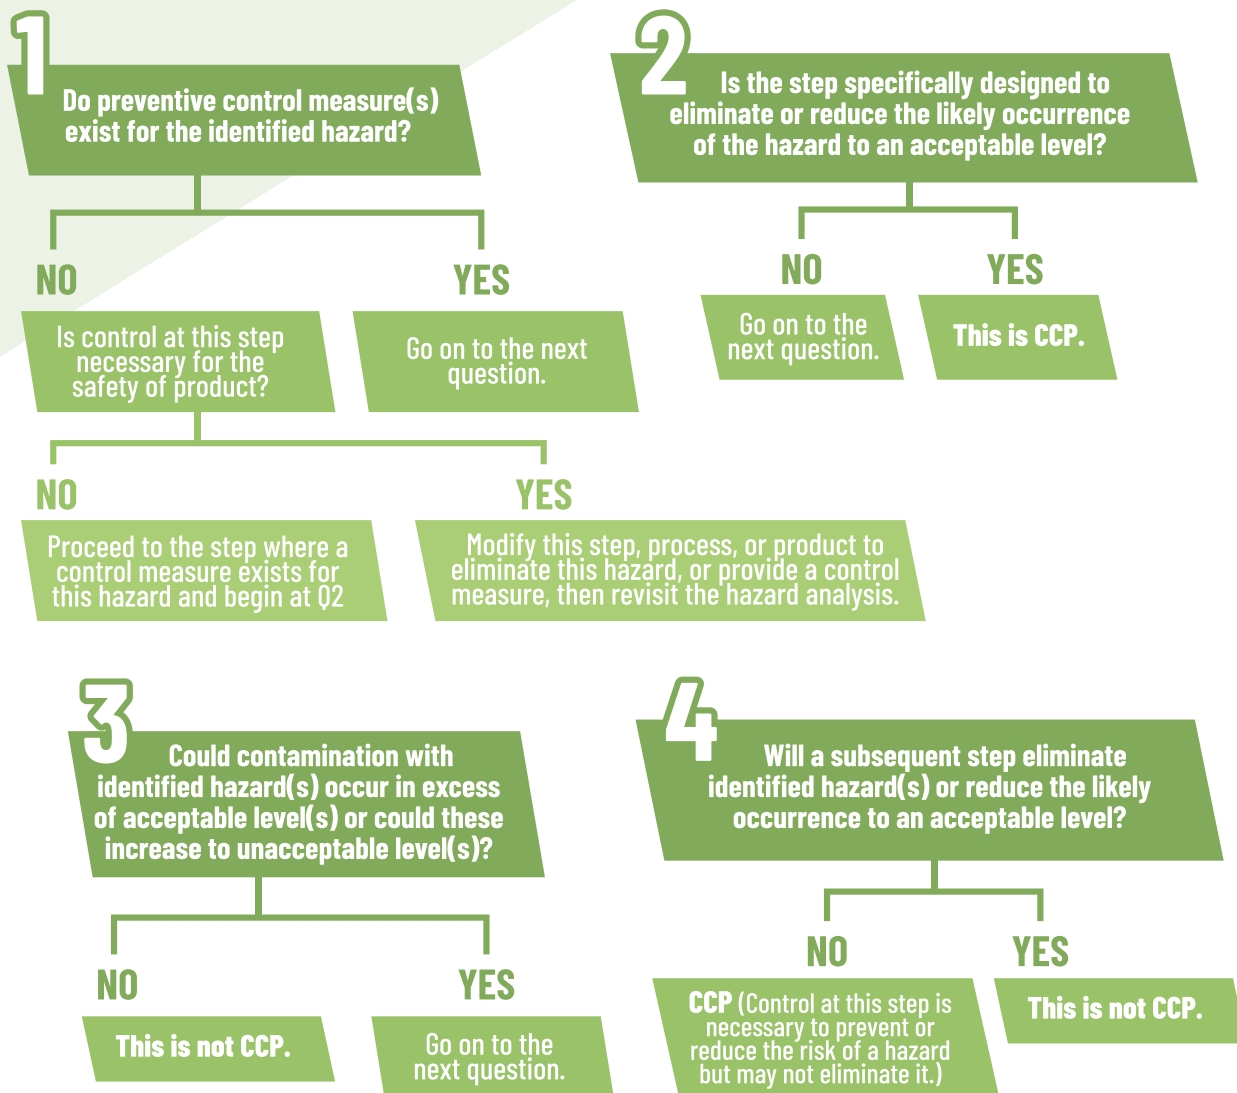 1
Do preventive control measure(s)
exist for the identified hazard?
NO
YES
Is control at this step
necessary for the
safety of product?
Go on to the next
question.
NO
YES
Proceed to the step where a
control measure exists for
this hazard and begin at Q2
Modify this step, process, or product to
eliminate this hazard, or provide a control
measure, then revisit the hazard analysis.
2
Is the step specifically designed to
eliminate or reduce the likely occurrence
of the hazard to an acceptable level?
NO
YES
Go on to the
next question.
This is CCP.
3
Could contamination with
identified hazard(s) occur in excess
of acceptable level(s) or could these
increase to unacceptable level(s)?
NO
YES
This is not CCP.
Go on to the
next question.
4
Will a subsequent step eliminate
identified hazard(s) or reduce the likely
occurrence to an acceptable level?
NO
YES
CCP (Control at this step is
necessary to prevent or
reduce the risk of a hazard
but may not eliminate it.)
This is not CCP.